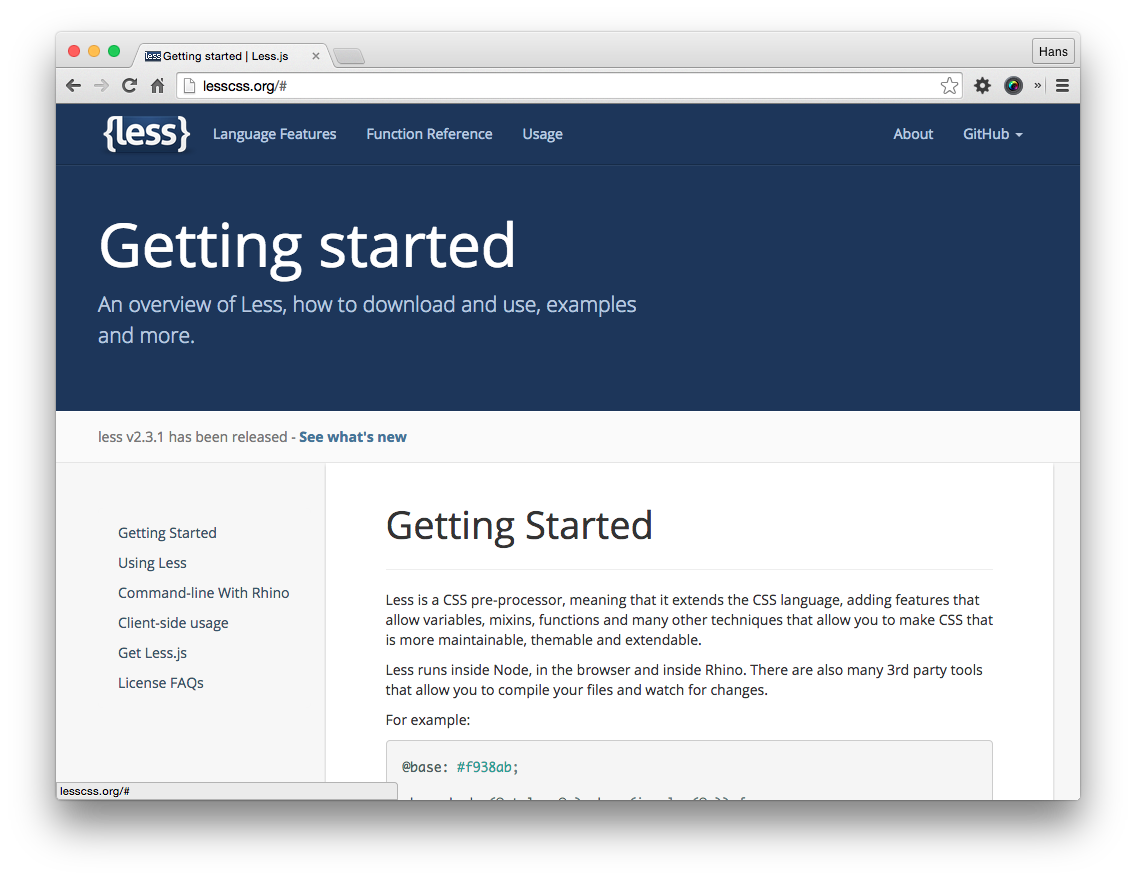 less Getting started | Less.js
Hans
lesscss.org/#
»
{less} Language Features Function Reference Usage About GitHub
Getting started
An overview of Less, how to download and use, examples
and more.
less v2.3.1 has been released - See what's new
Getting Started
Using Less
Command-line With Rhino
Client-side usage
Get Less.js
License FAQs
Getting Started
Less is a CSS pre-processor, meaning that it extends the CSS language, adding features that
allow variables, mixins, functions and many other techniques that allow you to make CSS that
is more maintainable, themable and extendable.
Less runs inside Node, in the browser and inside Rhino. There are also many 3rd party tools
that allow you to compile your files and watch for changes.
For example:
@base: #f938ab;
lesscss.org/#